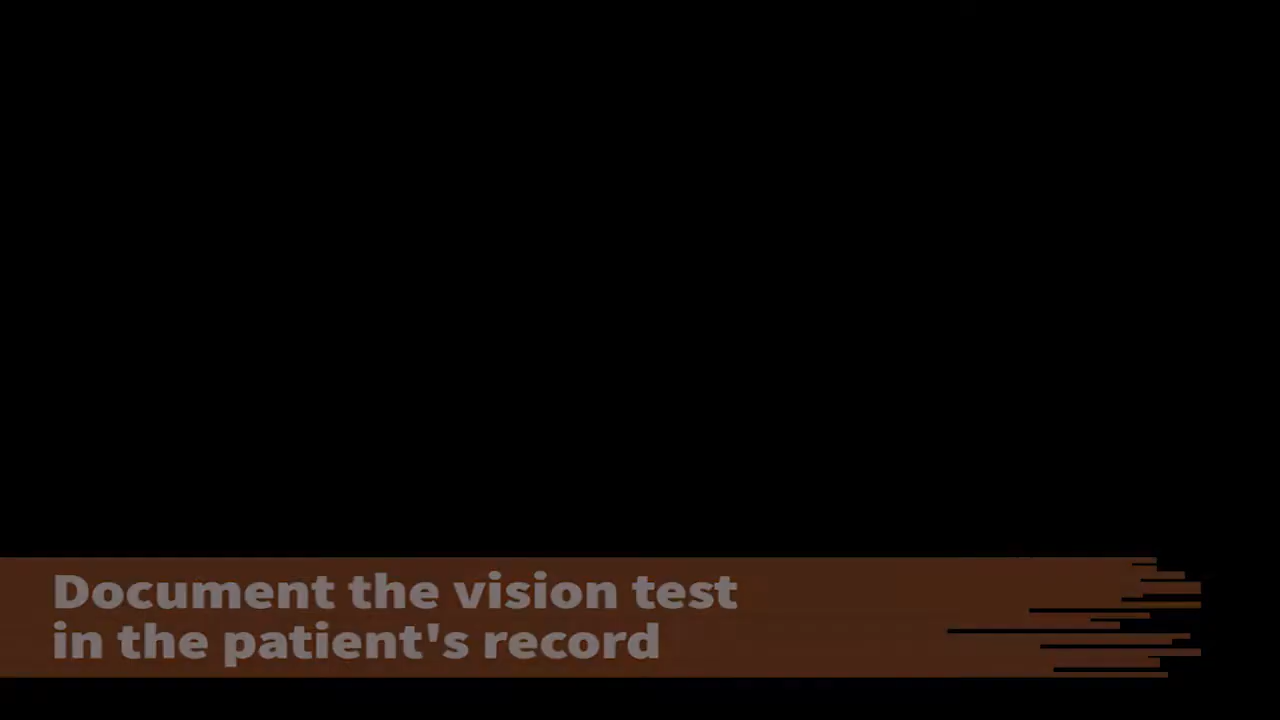 Document the vision test
in the patient's record